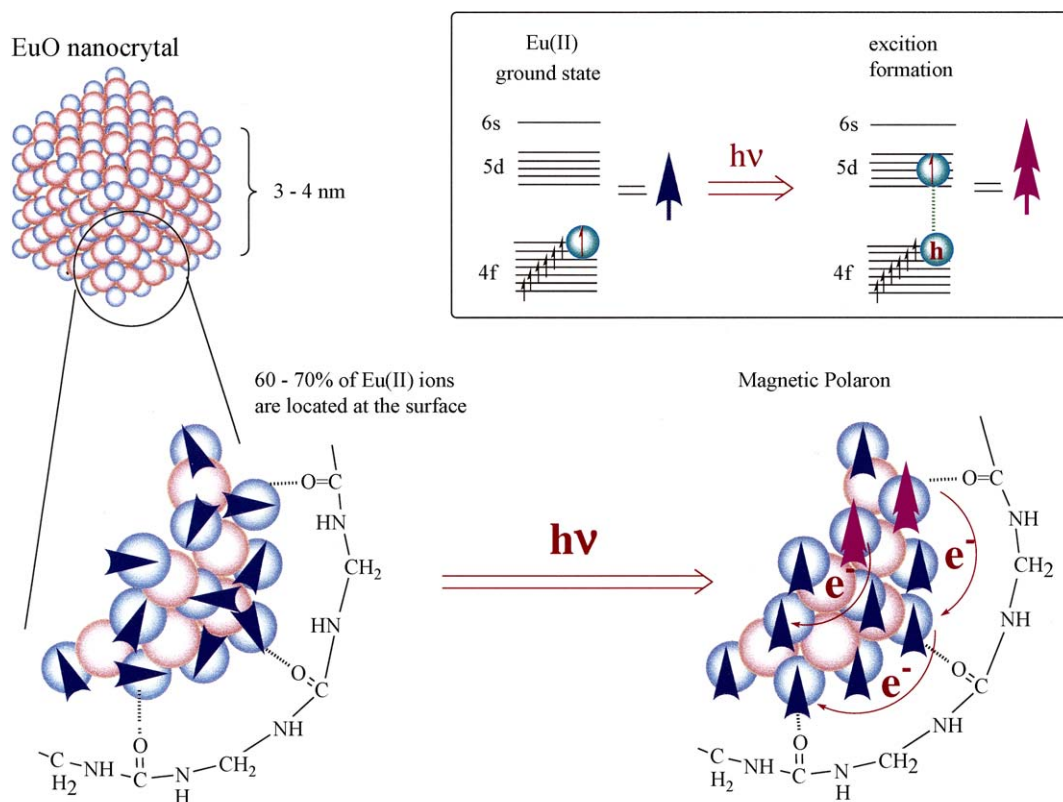 EuO nanocrytal
3 - 4 nm
Eu(II)
ground state
6s
5d
4f
hν
excition
formation
6s
5d
h
4f
60 - 70% of Eu(II) ions
are located at the surface
O=C
HN
CH2
HN
O
C
NH
CH2
N
H
O
C
NH
C
H2
hν
Magnetic Polaron
O=C
NH
CH2
NH
O
C
NH
CH2
N
H
O
C
NH
C
H2
e-
e-
e-